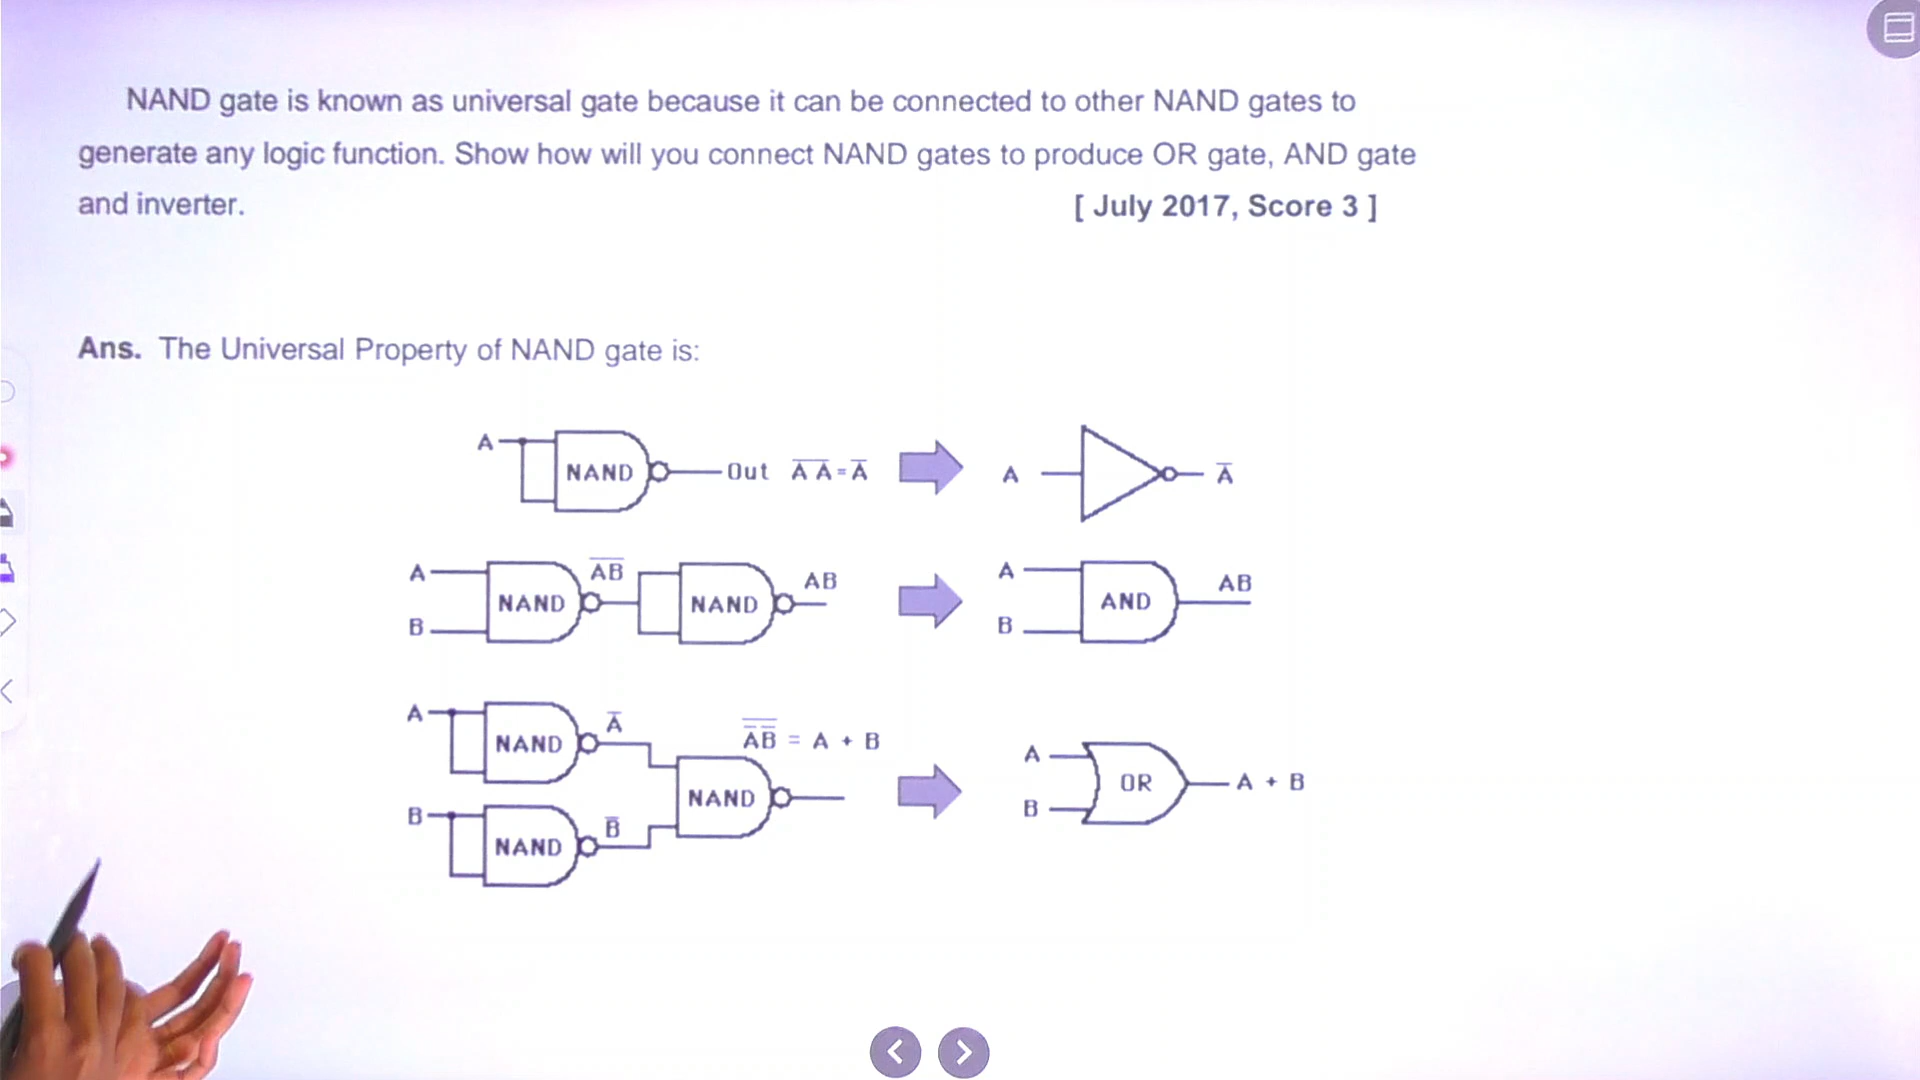 NAND gate is known as universal gate because it can be connected to other NAND gates to
generate any logic function. Show how will you connect NAND gates to produce OR gate, AND gate
and inverter. [ July 2017, Score 3 ]
Ans. The Universal Property of NAND gate is:
A NAND Out A̅ A̅ = A̅ A A̅
A B NAND A̅B̅ NAND AB A B AND AB
A NAND A̅ B NAND B̅ NAND A̅̅B̅̅ = A + B A B OR A + B